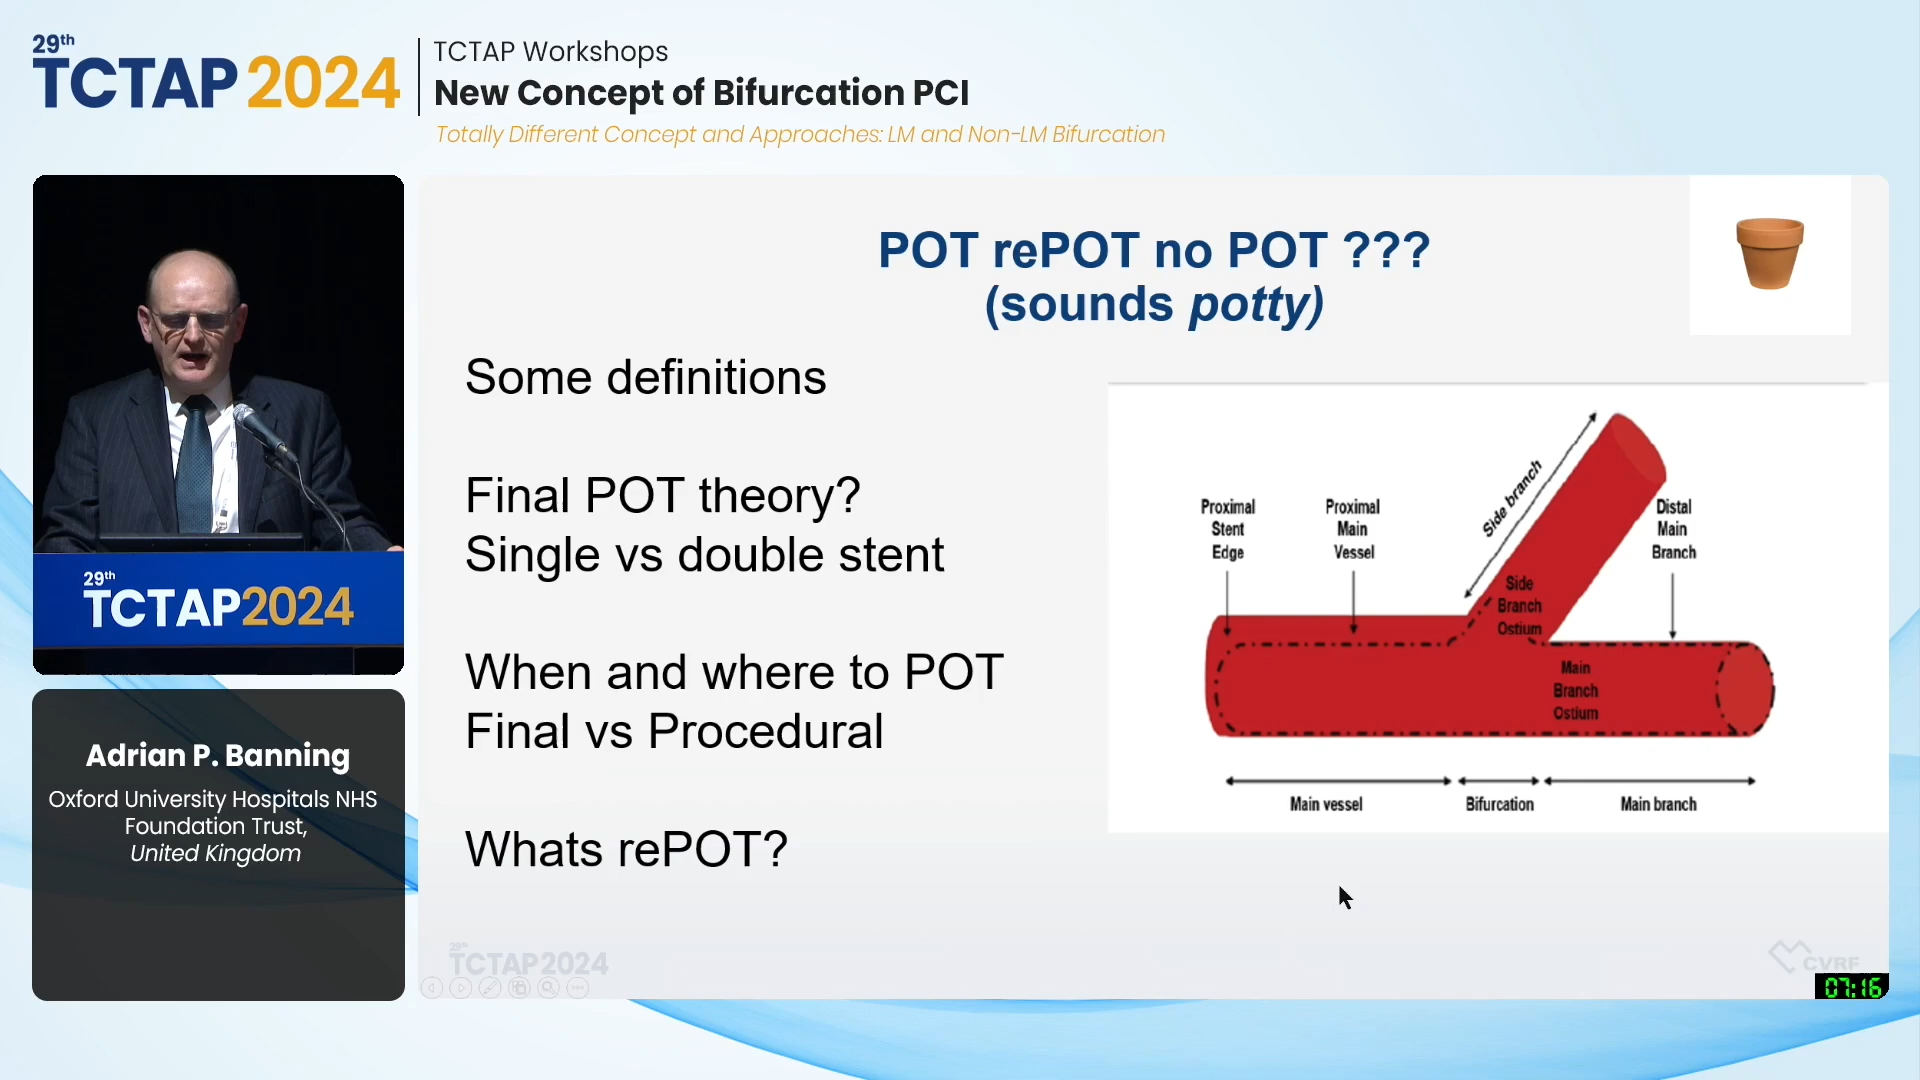 29th
TCTAP 2024
TCTAP Workshops
New Concept of Bifurcation PCI
Totally Different Concept and Approaches: LM and Non-LM Bifurcation
29th
TCTAP2024
Adrian P. Banning
Oxford University Hospitals NHS
Foundation Trust,
United Kingdom
POT rePOT no POT ???
(sounds potty)
Some definitions
Final POT theory?
Single vs double stent
When and where to POT
Final vs Procedural
Whats rePOT?
Proximal
Stent
Edge
Proximal
Main
Vessel
Side branch
Distal
Main
Branch
Side
Branch
Ostium
Main
Branch
Ostium
Main vessel
Bifurcation
Main branch
29th
TCTAP2024
CVRF
07:16